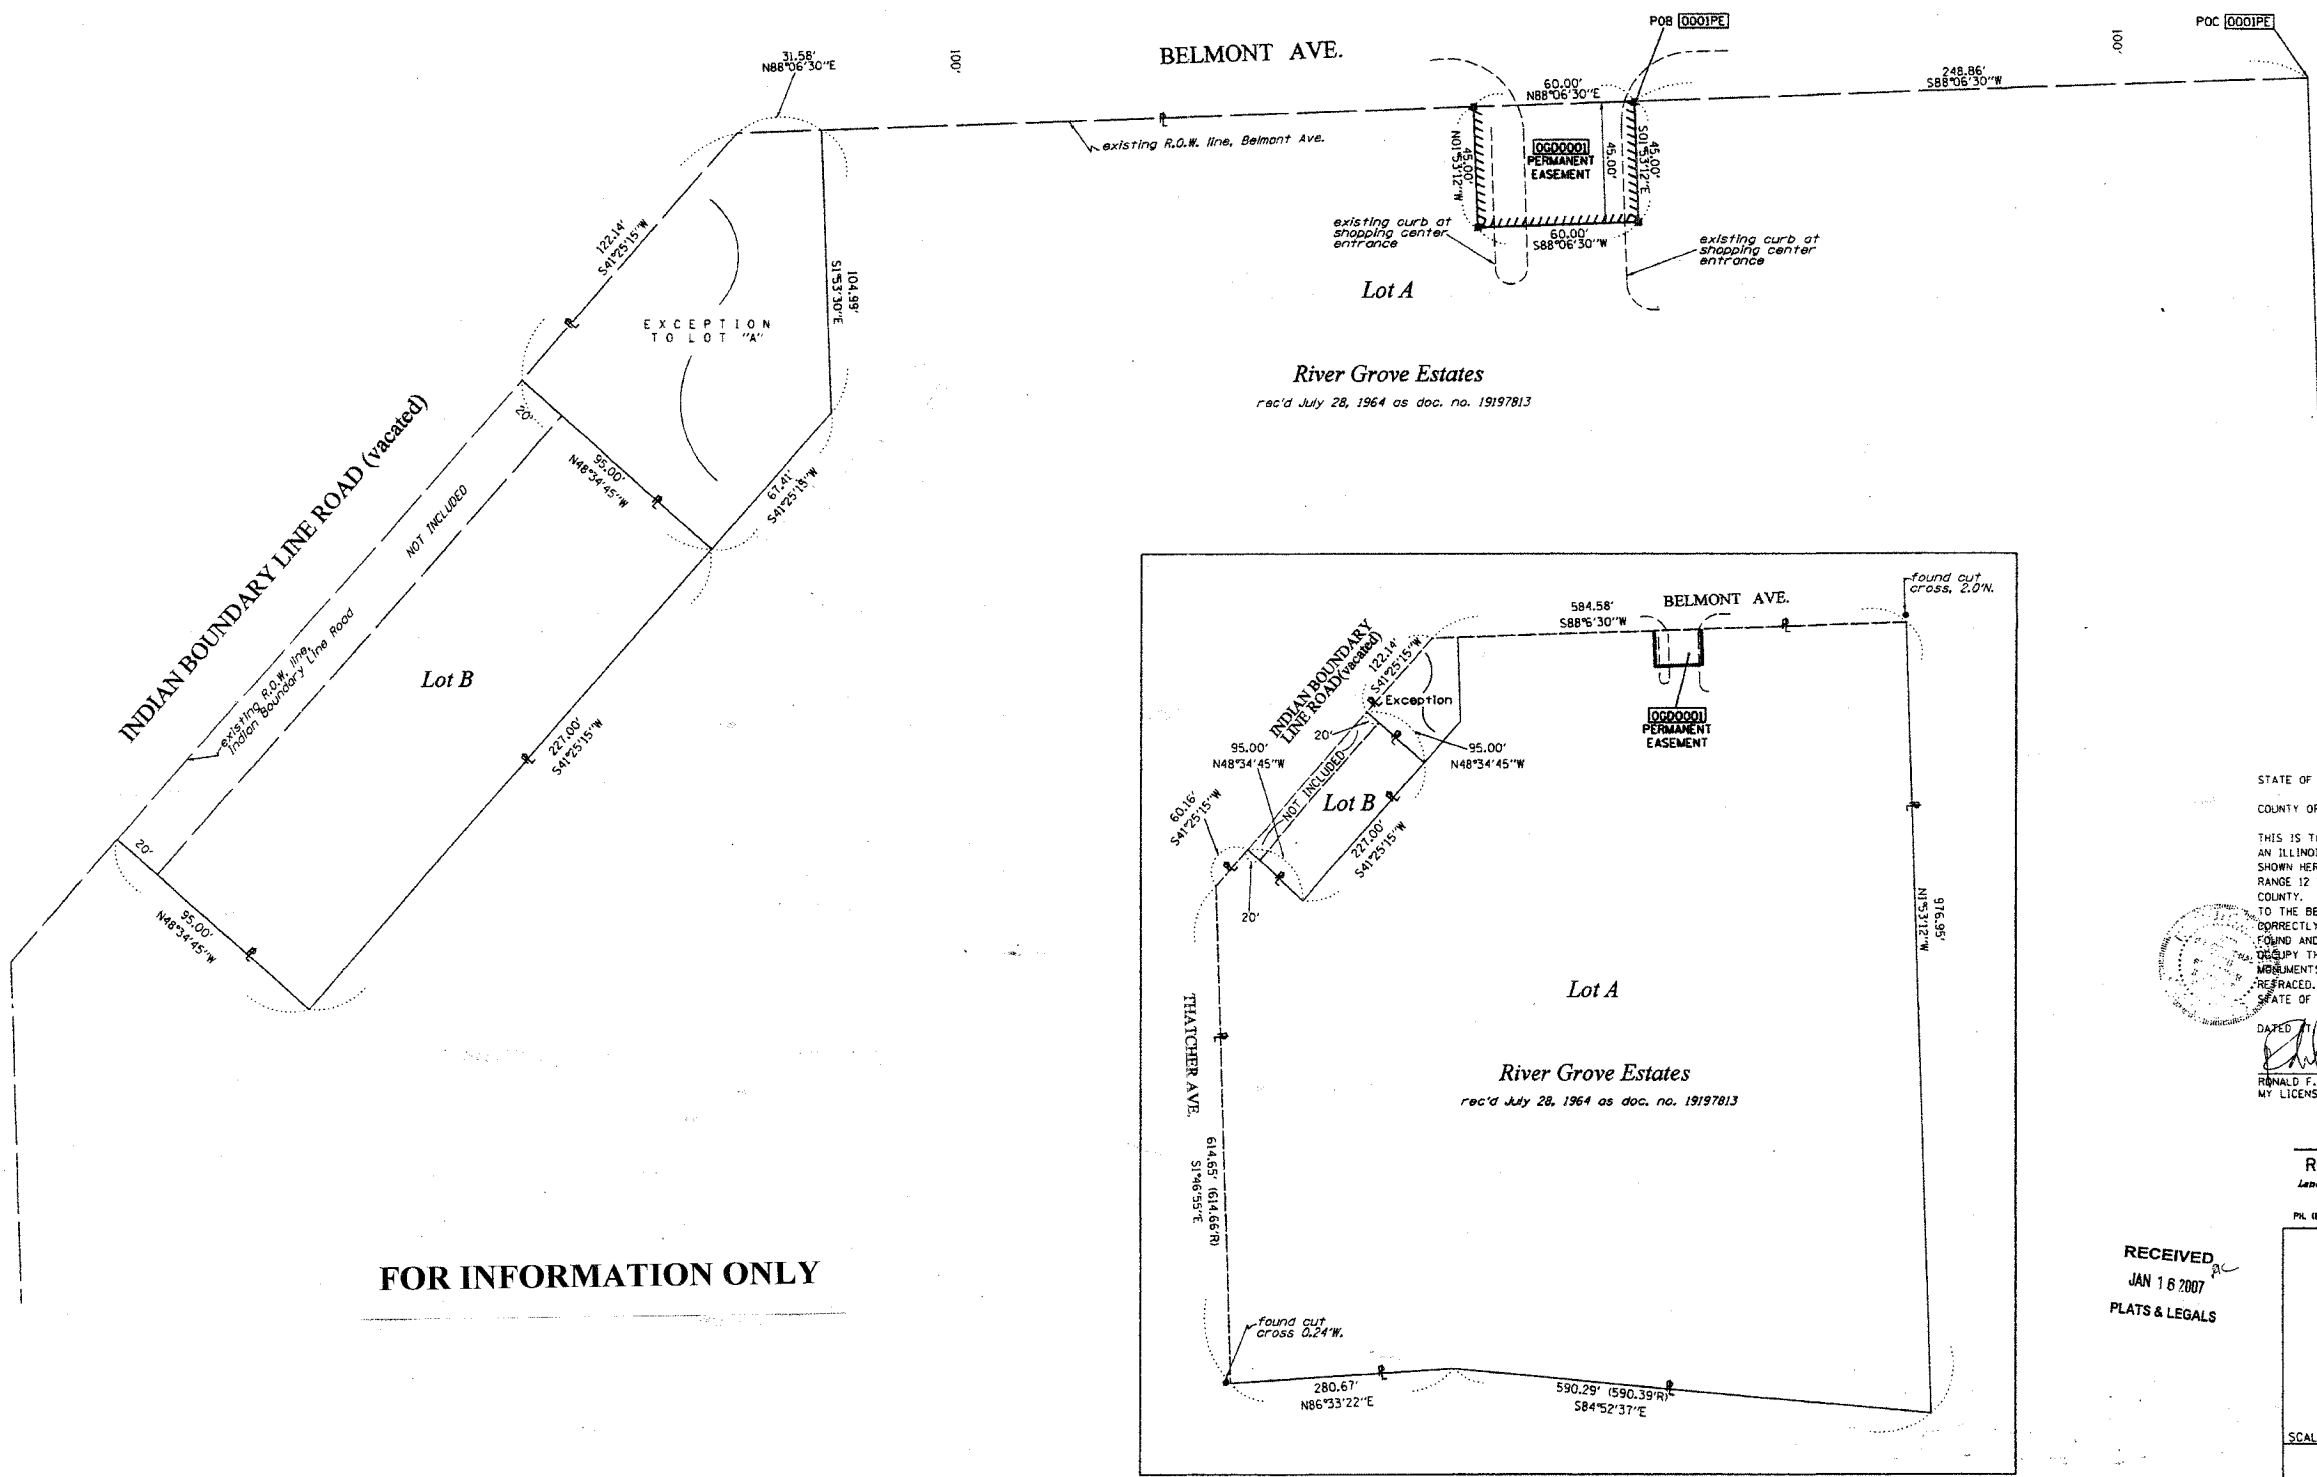 POB 0001PE
POC 0001PE
31.58'
N88°06'30"E
100'
BELMONT AVE.
100'
60.00'
N88°06'30"E
248.86'
S88°06'30"W
existing R.O.W. line, Belmont Ave.
45.00'
N01°53'12"W
0GD0001
PERMANENT
EASEMENT
45.00'
45.00'
S01°53'12"E
60.00'
S88°06'30"W
existing curb at
shopping center
entrance
existing curb at
shopping center
entrance
122.14'
S41°25'15"W
104.99'
S1°53'30"E
EXCEPTION
TO LOT "A"
Lot A
River Grove Estates
rec'd July 28, 1964 as doc. no. 19197813
20'
95.00'
N48°34'45"W
67.41'
S41°25'15"W
INDIAN BOUNDARY LINE ROAD (vacated)
NOT INCLUDED
existing R.O.W. line,
Indian Boundary Line Road
Lot B
227.00'
S41°25'15"W
20'
95.00'
N48°34'45"W
FOR INFORMATION ONLY
found cut
cross, 2.0'N.
584.58'
S88°6'30"W
BELMONT AVE.
INDIAN BOUNDARY
LINE ROAD(vacated)
122.14'
S41°25'15"W
Exception
0GD0001
PERMANENT
EASEMENT
20'
95.00'
N48°34'45"W
95.00'
N48°34'45"W
NOT INCLUDED
Lot B
60.16'
S41°25'15"W
227.00'
S41°25'15"W
20'
976.95'
N1°53'12"W
Lot A
THATCHER AVE.
River Grove Estates
rec'd July 28, 1964 as doc. no. 19197813
614.65' (614.66'R)
S1°46'55"E
found cut
cross 0.24'W.
280.67'
N86°33'22"E
590.29' (590.39'R)
S84°52'37"E
STATE OF
COUNTY OF
THIS IS T
AN ILLINOI
SHOWN HER
RANGE 12
COUNTY.
TO THE BE
CORRECTLY
FOUND AND
OCCUPY TH
MONUMENTS
RETRACED.
STATE OF
DATED AT
RONALD F.
MY LICENS
R
PH. (
RECEIVED
JAN 16 2007
PLATS & LEGALS
SCAL